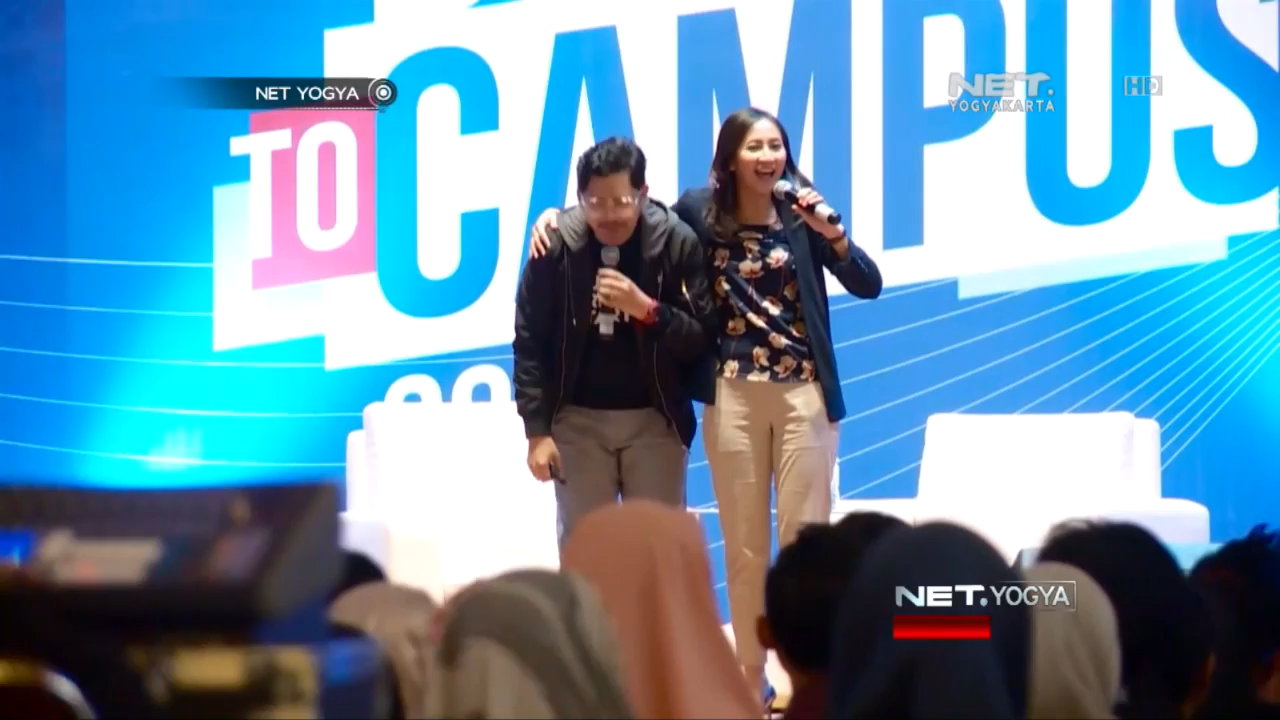 NET YOGYA
NET.
YOGYAKARTA
HD
TO CAMPUS
NET. YOGYA